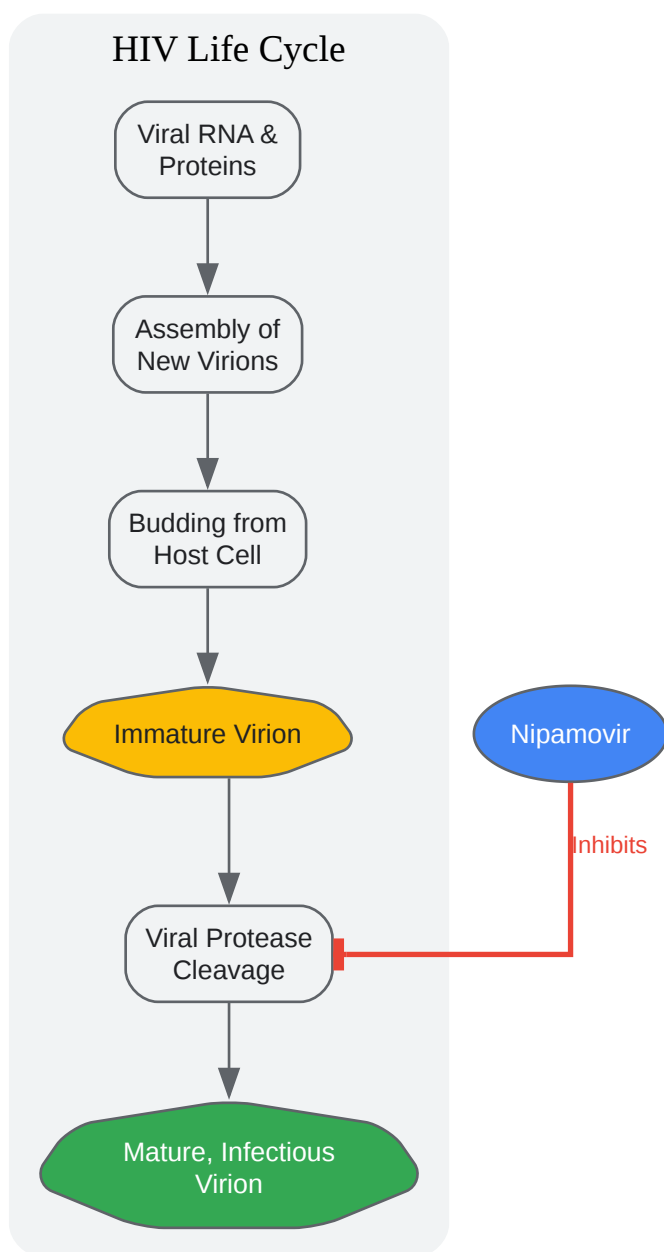 HIV Life Cycle
Viral RNA &
Proteins
Assembly of
New Virions
Budding from
Host Cell
Immature Virion
Nipamovir
Inhibits
Viral Protease
Cleavage
Mature, Infectious
Virion